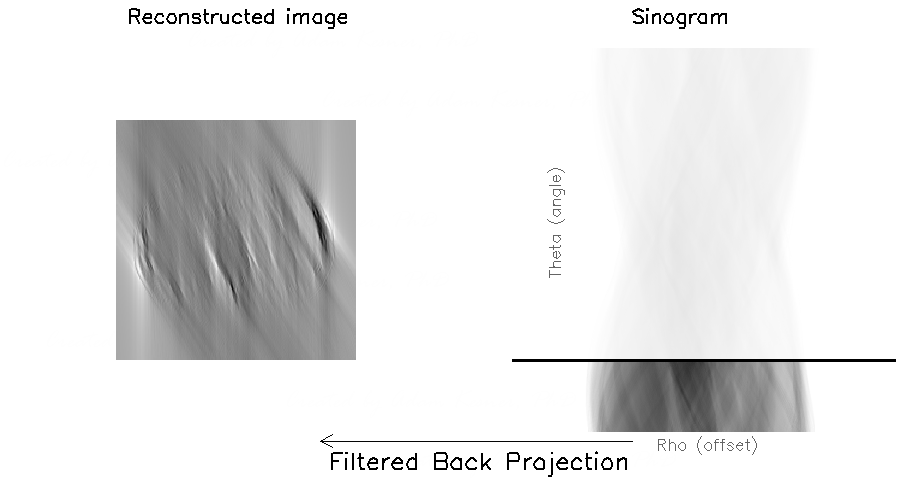 Reconstructed image
Sinogram
Theta (angle)
Rho (offset)
Filtered Back Projection